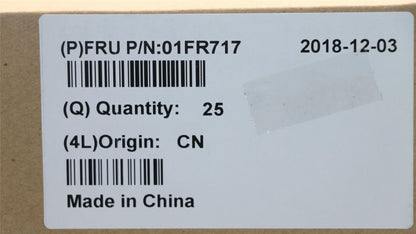 (P)FRU P/N:01FR717 2018-12-03
(Q) Quantity: 25
(4L)Origin: CN
Made in China